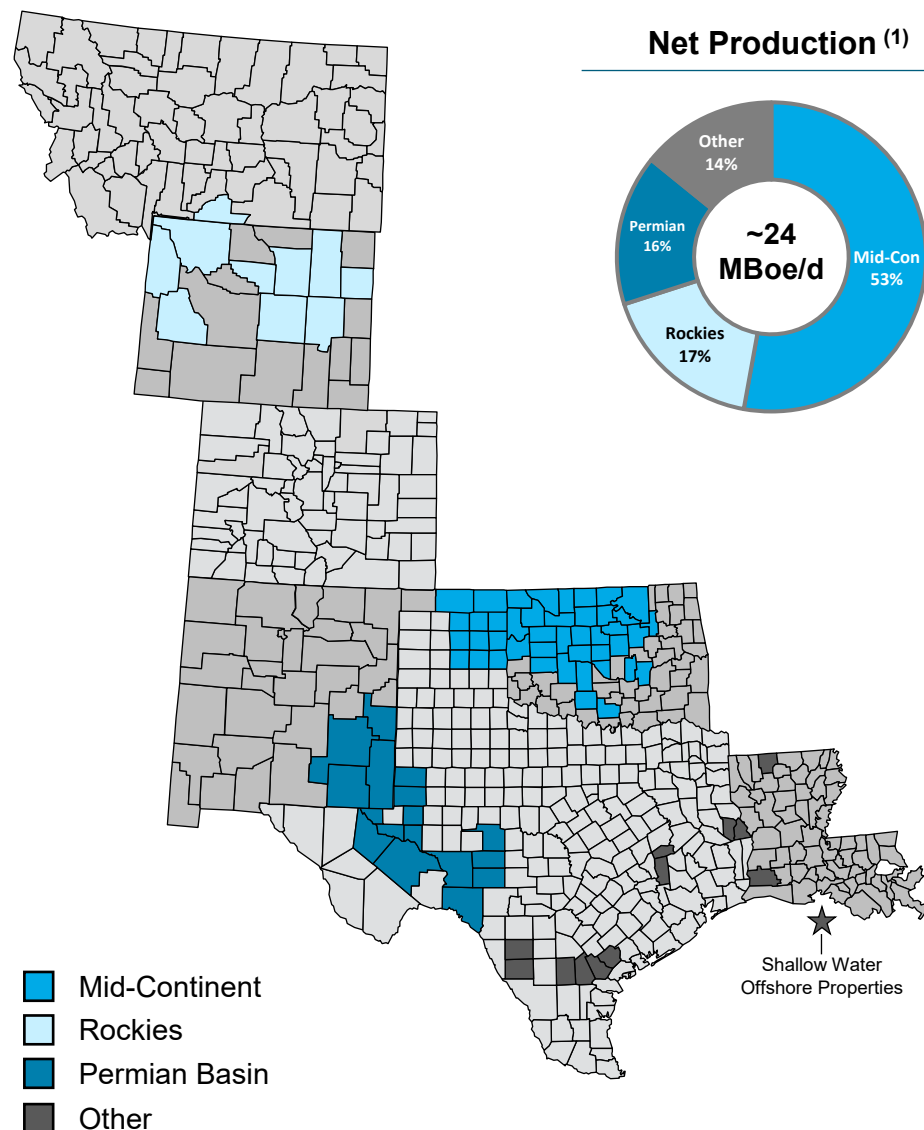 Net Production (1)
Other
14%
Permian
16%
~24
MBoe/d
Mid-Con
53%
Rockies
17%
Shallow Water
Offshore Properties
Mid-Continent
Rockies
Permian Basin
Other